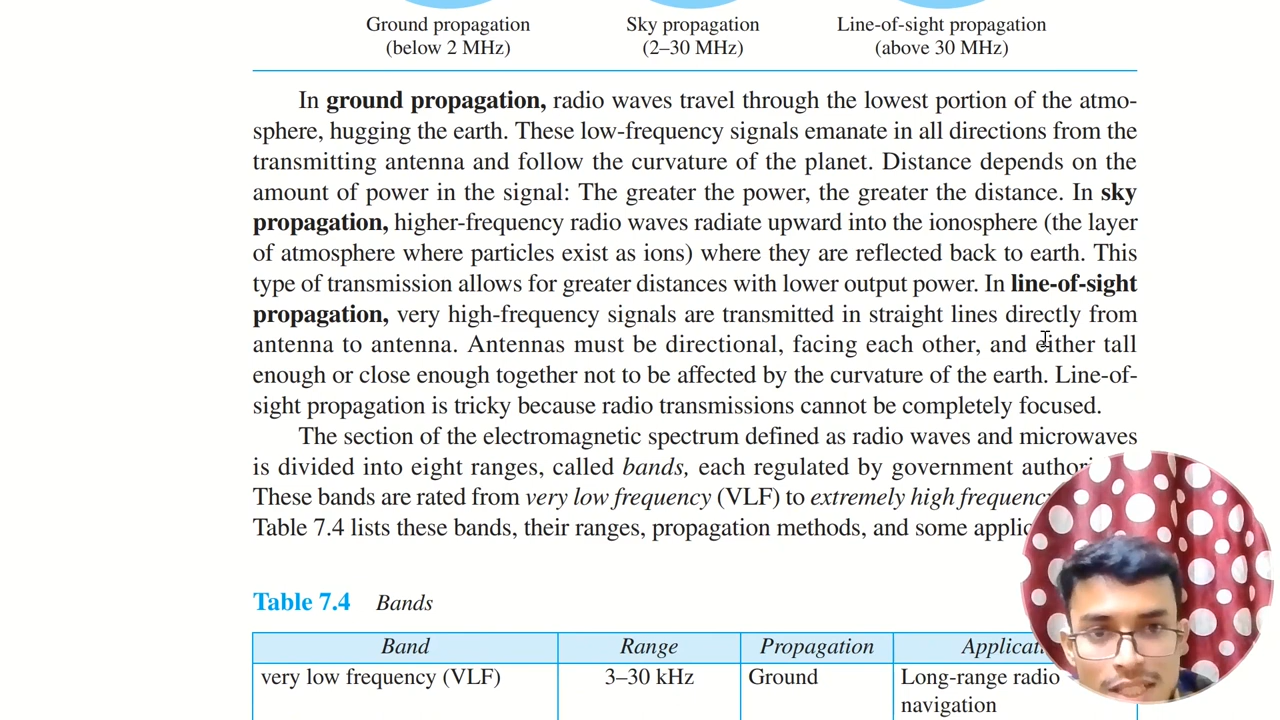 Ground propagation Sky propagation Line-of-sight propagation
(below 2 MHz) (2–30 MHz) (above 30 MHz)
In ground propagation, radio waves travel through the lowest portion of the atmo-
sphere, hugging the earth. These low-frequency signals emanate in all directions from the
transmitting antenna and follow the curvature of the planet. Distance depends on the
amount of power in the signal: The greater the power, the greater the distance. In sky
propagation, higher-frequency radio waves radiate upward into the ionosphere (the layer
of atmosphere where particles exist as ions) where they are reflected back to earth. This
type of transmission allows for greater distances with lower output power. In line-of-sight
propagation, very high-frequency signals are transmitted in straight lines directly from
antenna to antenna. Antennas must be directional, facing each other, and either tall
enough or close enough together not to be affected by the curvature of the earth. Line-of-
sight propagation is tricky because radio transmissions cannot be completely focused.
The section of the electromagnetic spectrum defined as radio waves and microwaves
is divided into eight ranges, called bands, each regulated by government
These bands are rated from very low frequency (VLF) to extremely high
Table 7.4 lists these bands, their ranges, propagation methods, and some
Table 7.4 Bands
Band Range Propagation
very low frequency (VLF) 3–30 kHz Ground Long-range radio
navigation